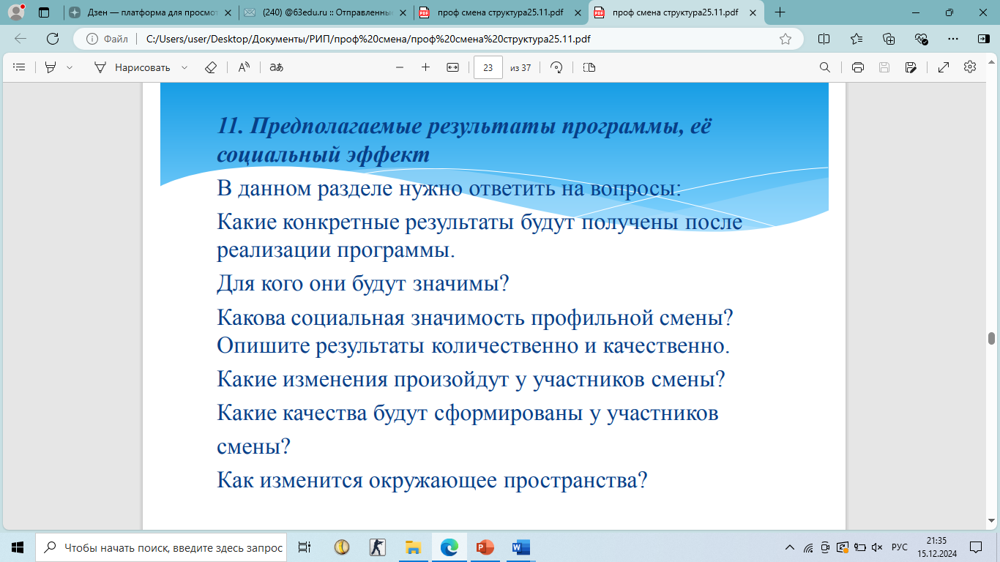 Дзен — платформа для просмот
(240) @63edu.ru :: Отправленные
проф смена структура25.11.pdf
проф смена структура25.11.pdf
Файл
C:/Users/user/Desktop/Документы/РИП/проф%20смена/проф%20смена%20структура25.11.pdf
Нарисовать
аあ
23
из 37
11. Предполагаемые результаты программы, её
социальный эффект
В данном разделе нужно ответить на вопросы:
Какие конкретные результаты будут получены после
реализации программы.
Для кого они будут значимы?
Какова социальная значимость профильной смены?
Опишите результаты количественно и качественно.
Какие изменения произойдут у участников смены?
Какие качества будут сформированы у участников
смены?
Как изменится окружающее пространства?
Чтобы начать поиск, введите здесь запрос
РУС
21:35
15.12.2024